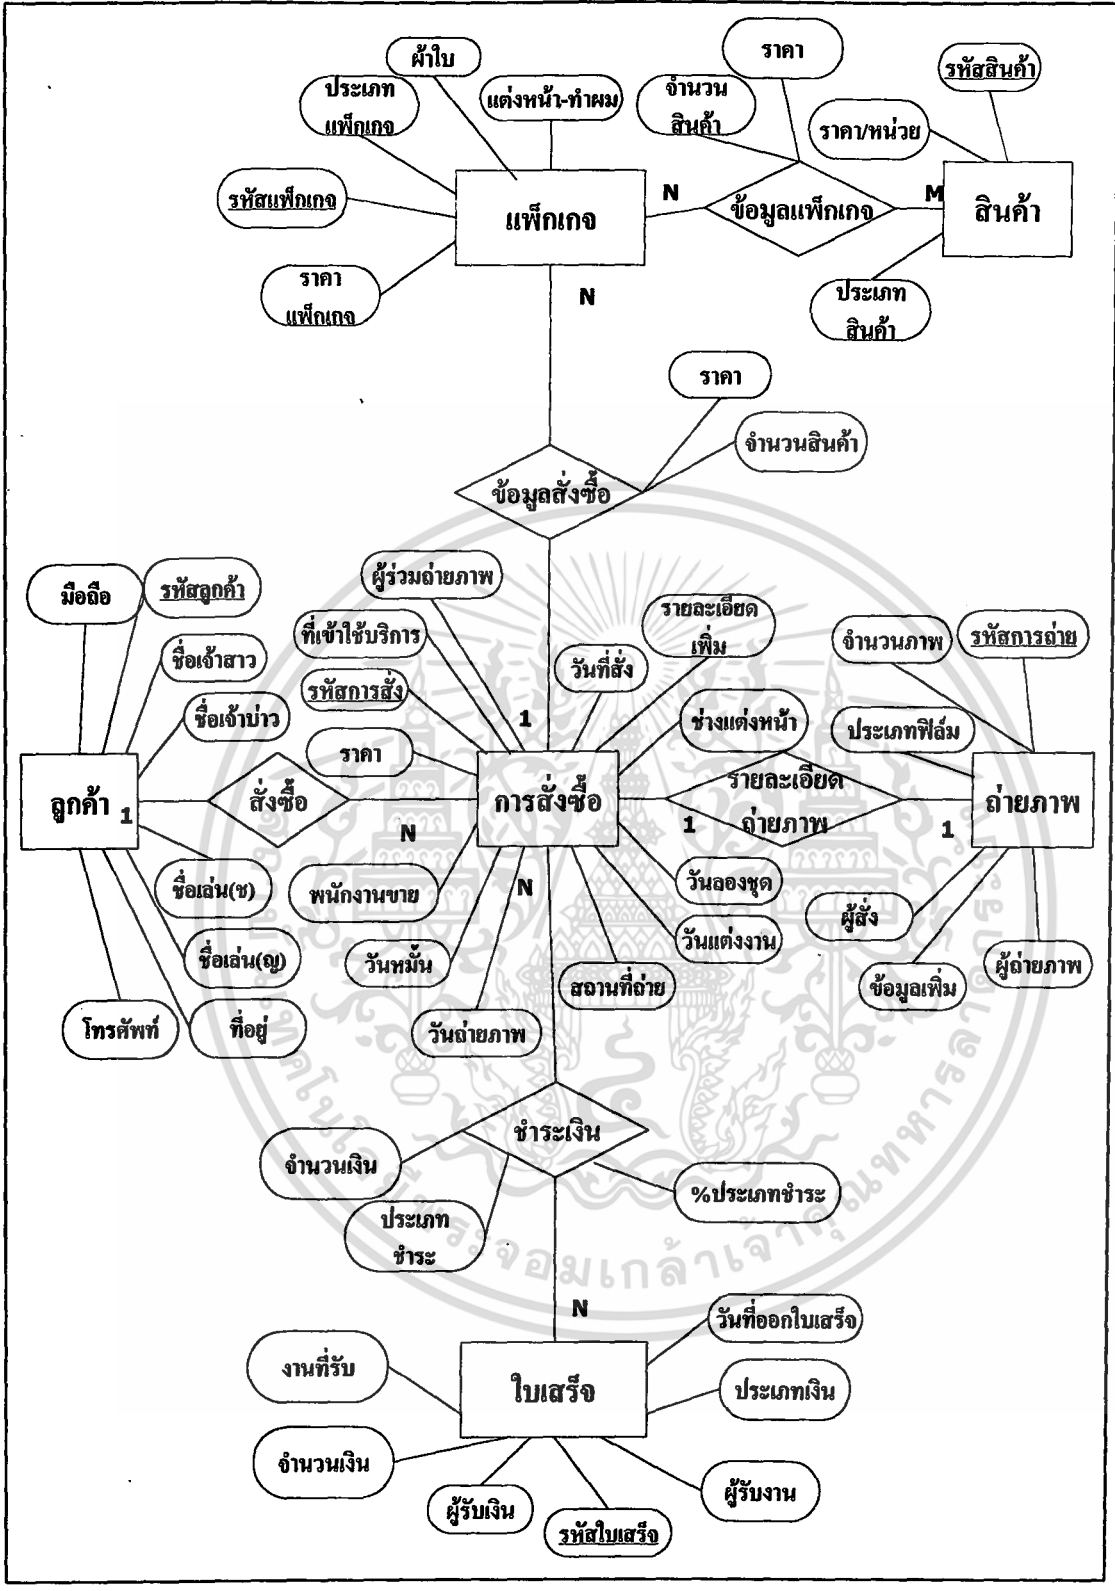 ผ้าใบ
ราคา
รหัสสินค้า
ประเภท
แพ็กเกจ
แต่งหน้า-ทำผม
จำนวน
สินค้า
ราคา/หน่วย
รหัสแพ็กเกจ
แพ็กเกจ
N
ข้อมูลแพ็กเกจ
M
สินค้า
ราคา
แพ็กเกจ
N
ประเภท
สินค้า
ราคา
จำนวนสินค้า
ข้อมูลสั่งซื้อ
มือถือ
รหัสลูกค้า
ผู้ร่วมถ่ายภาพ
ที่เข้าใช้บริการ
รายละเอียด
เพิ่ม
จำนวนภาพ
รหัสการถ่าย
ชื่อเจ้าสาว
วันที่สั่ง
รหัสการสั่ง
ชื่อเจ้าบ่าว
1
ช่างแต่งหน้า
ประเภทฟิล์ม
ราคา
ลูกค้า
1
สั่งซื้อ
N
การสั่งซื้อ
1
รายละเอียด
ถ่ายภาพ
1
ถ่ายภาพ
ชื่อเล่น(ช)
พนักงานขาย
N
วันลองชุด
ผู้สั่ง
ชื่อเล่น(ญ)
วันหมั้น
วันแต่งงาน
ผู้ถ่ายภาพ
สถานที่ถ่าย
ข้อมูลเพิ่ม
โทรศัพท์
ที่อยู่
วันถ่ายภาพ
ชำระเงิน
จำนวนเงิน
%ประเภทชำระ
ประเภท
ชำระ
N
วันที่ออกใบเสร็จ
งานที่รับ
ใบเสร็จ
ประเภทเงิน
จำนวนเงิน
ผู้รับเงิน
รหัสใบเสร็จ
ผู้รับงาน